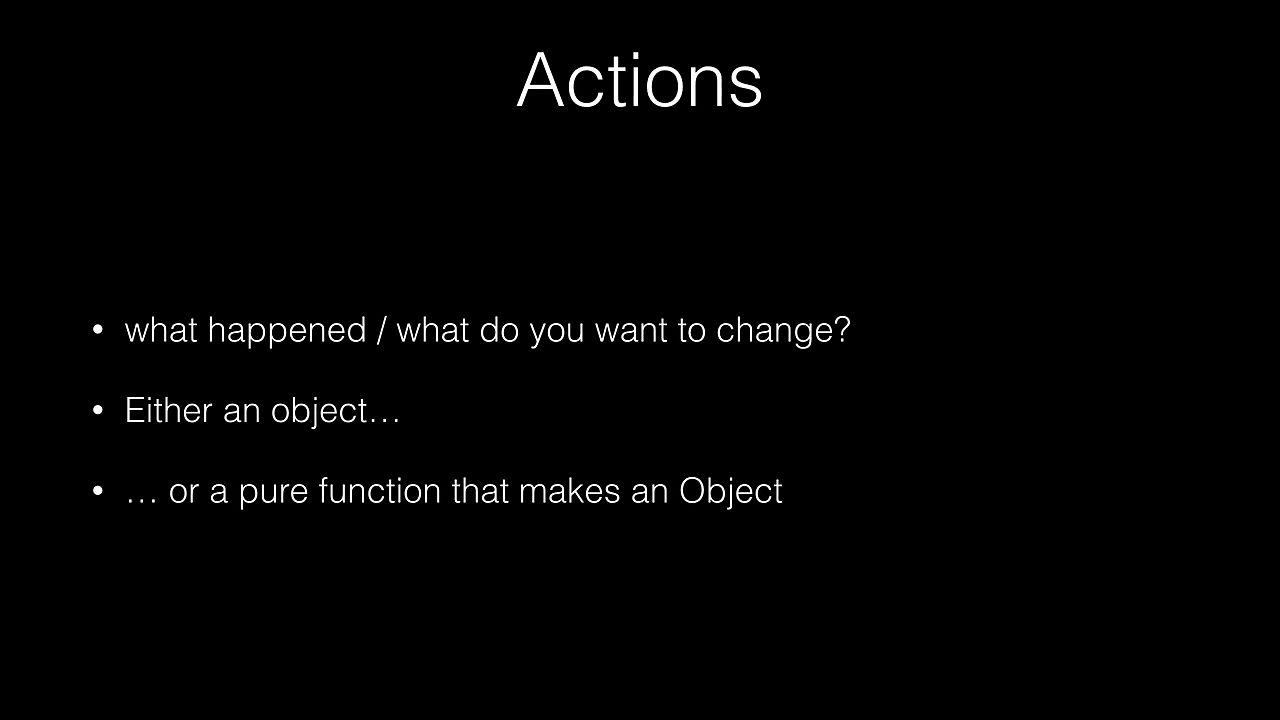 Actions
• what happened / what do you want to change?
• Either an object…
• … or a pure function that makes an Object